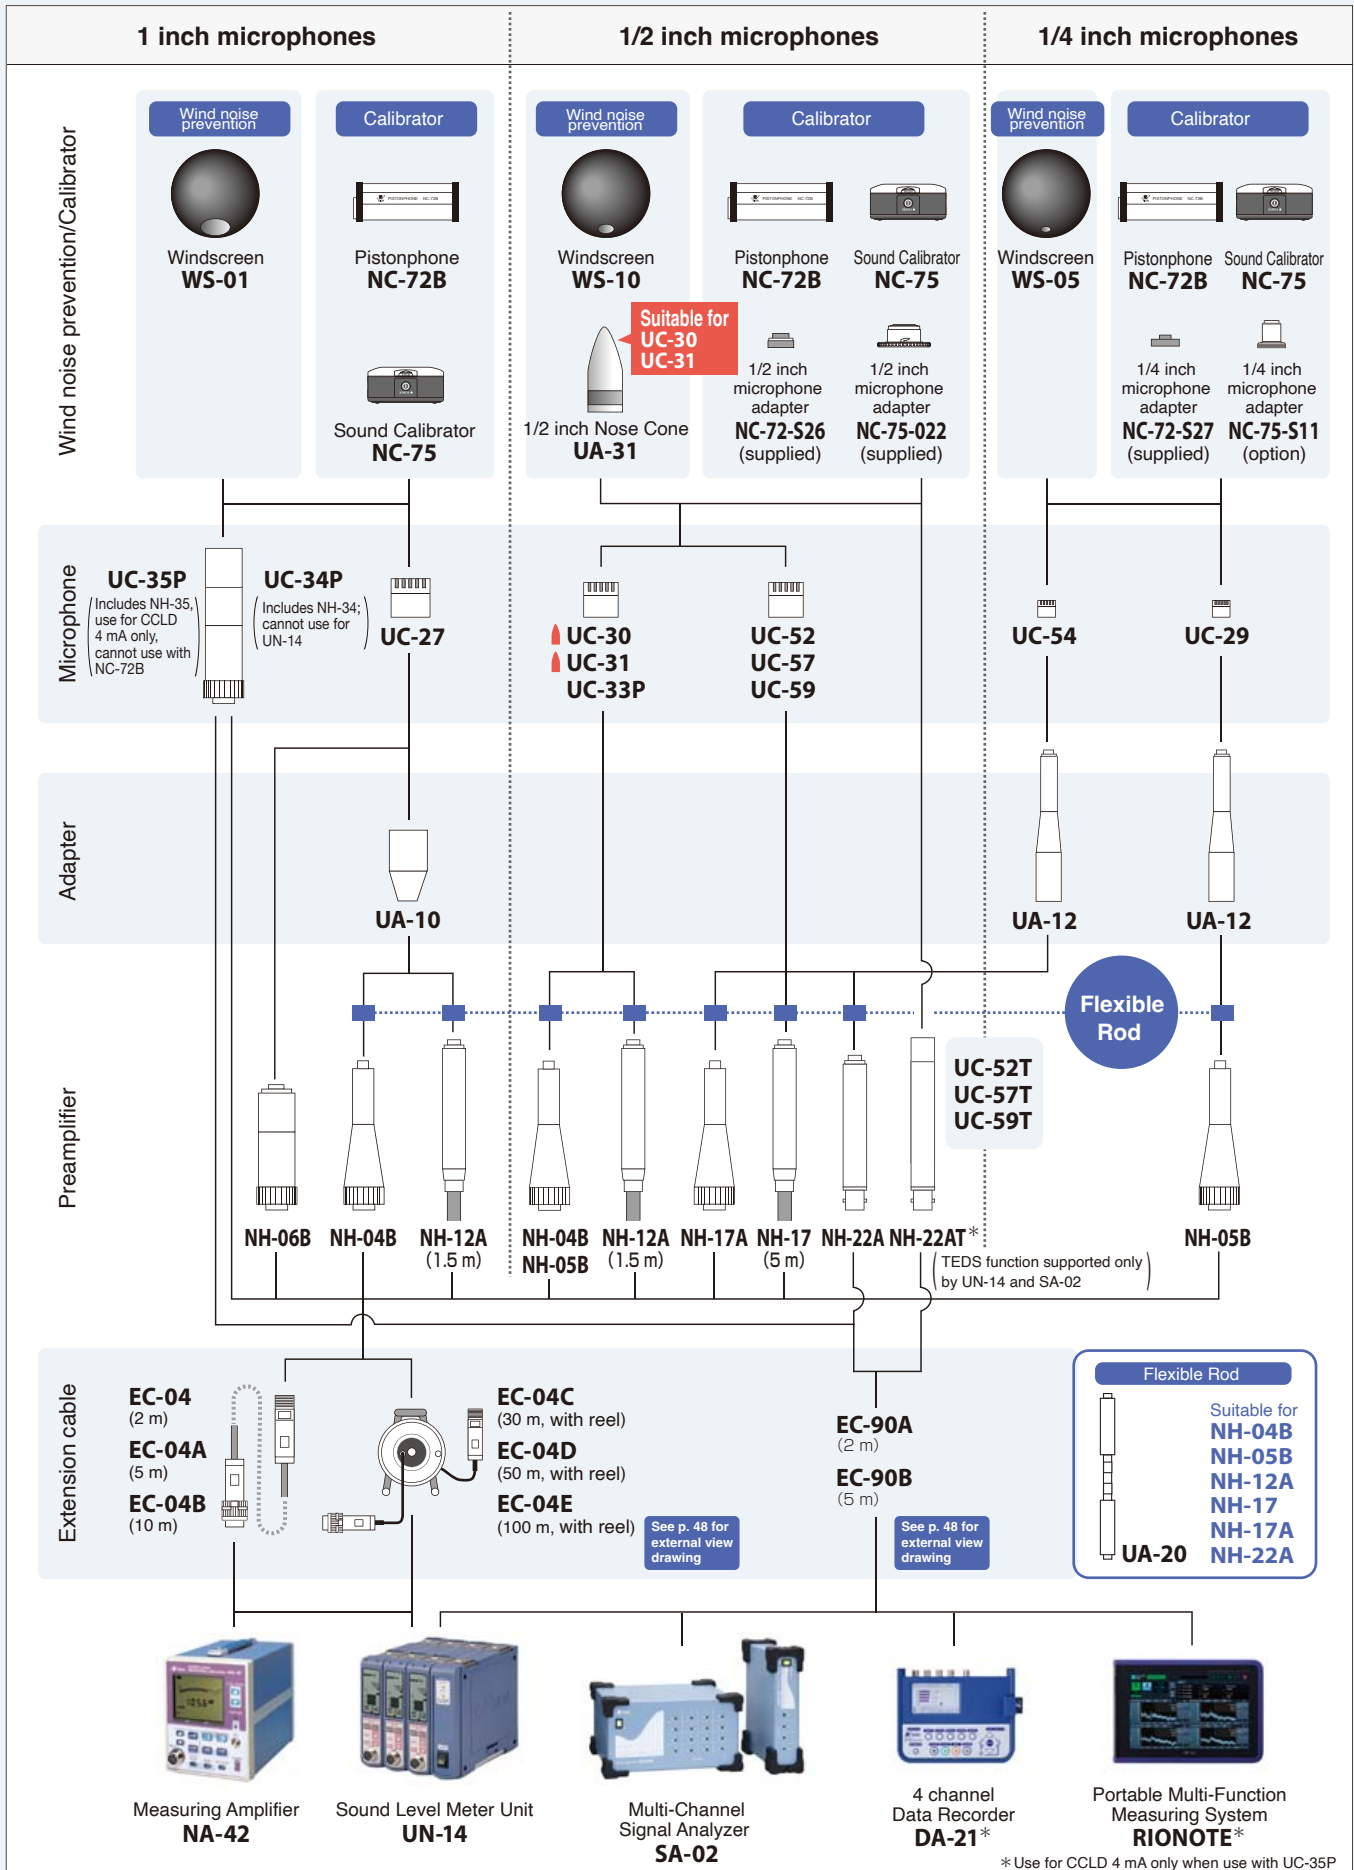 1 inch microphones
1/2 inch microphones
1/4 inch microphones
Wind noise prevention/Calibrator
Wind noise
prevention
Calibrator
Wind noise
prevention
Calibrator
Wind noise
prevention
Calibrator
PISTONPHONE NC-72B
PISTONPHONE NC-72B
PISTONPHONE NC-72B
Windscreen
WS-01
Pistonphone
NC-72B
Sound Calibrator
NC-75
Windscreen
WS-10
Suitable for
UC-30
UC-31
1/2 inch Nose Cone
UA-31
Pistonphone
NC-72B
1/2 inch
microphone
adapter
NC-72-S26
(supplied)
Sound Calibrator
NC-75
1/2 inch
microphone
adapter
NC-75-022
(supplied)
Windscreen
WS-05
Pistonphone
NC-72B
1/4 inch
microphone
adapter
NC-72-S27
(supplied)
Sound Calibrator
NC-75
1/4 inch
microphone
adapter
NC-75-S11
(option)
Microphone
UC-35P
(Includes NH-35,
use for CCLD
4 mA only,
cannot use with
NC-72B)
UC-34P
(Includes NH-34;
cannot use for
UN-14)
UC-27
UC-30
UC-31
UC-33P
UC-52
UC-57
UC-59
UC-54
UC-29
Adapter
UA-10
UA-12
UA-12
Flexible
Rod
Preamplifier
UC-52T
UC-57T
UC-59T
NH-06B
NH-04B
NH-12A
(1.5 m)
NH-04B
NH-05B
NH-12A
(1.5 m)
NH-17A
NH-17
(5 m)
NH-22A
NH-22AT*
(TEDS function supported only
by UN-14 and SA-02)
NH-05B
Extension cable
EC-04
(2 m)
EC-04A
(5 m)
EC-04B
(10 m)
EC-04C
(30 m, with reel)
EC-04D
(50 m, with reel)
EC-04E
(100 m, with reel)
See p. 48 for
external view
drawing
EC-90A
(2 m)
EC-90B
(5 m)
See p. 48 for
external view
drawing
Flexible Rod
UA-20
Suitable for
NH-04B
NH-05B
NH-12A
NH-17
NH-17A
NH-22A
Measuring Amplifier
NA-42
Sound Level Meter Unit
UN-14
Multi-Channel
Signal Analyzer
SA-02
4 channel
Data Recorder
DA-21*
Portable Multi-Function
Measuring System
RIONOTE*
*Use for CCLD 4 mA only when use with UC-35P